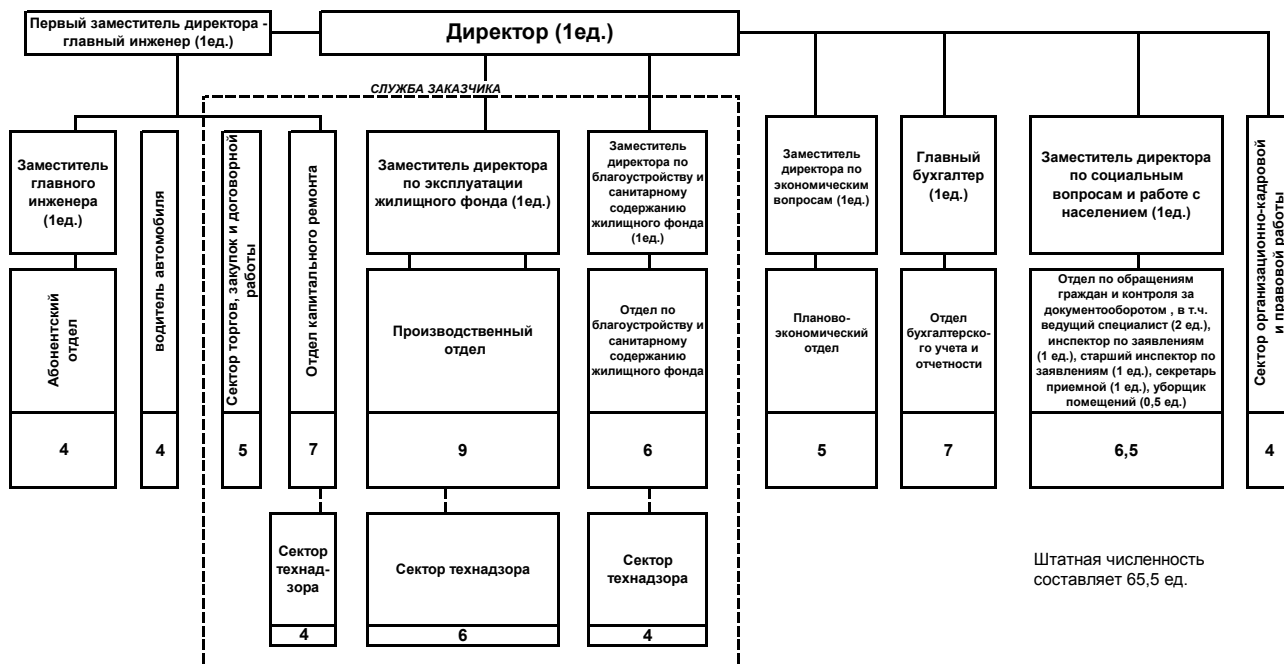 Первый заместитель директора -
главный инженер (1ед.)
Директор (1ед.)
СЛУЖБА ЗАКАЗЧИКА
Заместитель
главного
инженера
(1ед.)
водитель автомобиля
Сектор торгов, закупок и договорной
работы
Отдел капитального ремонта
Заместитель директора
по эксплуатации
жилищного фонда (1ед.)
Заместитель
директора по
благоустройству и
санитарному
содержанию
жилищного фонда
(1ед.)
Заместитель
директора по
экономическим
вопросам (1ед.)
Главный
бухгалтер
(1ед.)
Заместитель директора
по социальным
вопросам и работе с
населением (1ед.)
Сектор организационно-кадровой
и правовой работы
Абонентский
отдел
Производственный
отдел
Отдел по
благоустройству и
санитарному
содержанию
жилищного фонда
Планово-
экономический
отдел
Отдел
бухгалтерско-
го учета и
отчетности
Отдел по обращениям
граждан и контроля за
документооборотом , в т.ч.
ведущий специалист (2 ед.),
инспектор по заявлениям
(1 ед.), старший инспектор по
заявлениям (1 ед.), секретарь
приемной (1 ед.), уборщик
помещений (0,5 ед.)
4
4
5
7
9
6
5
7
6,5
4
Сектор
технад-
зора
4
Сектор технадзора
6
Сектор
технадзора
4
Штатная численность
составляет 65,5 ед.